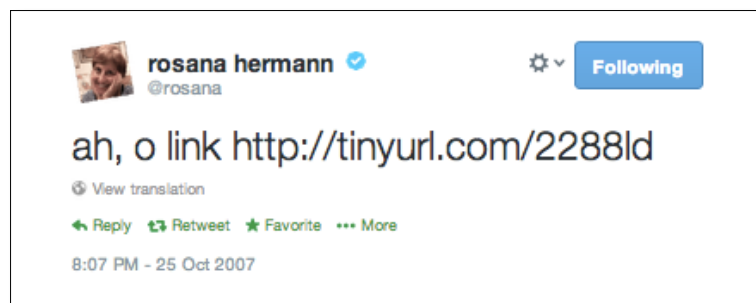 rosana hermann
@rosana
Following
ah, o link http://tinyurl.com/2288ld
View translation
Reply Retweet Favorite More
8:07 PM - 25 Oct 2007